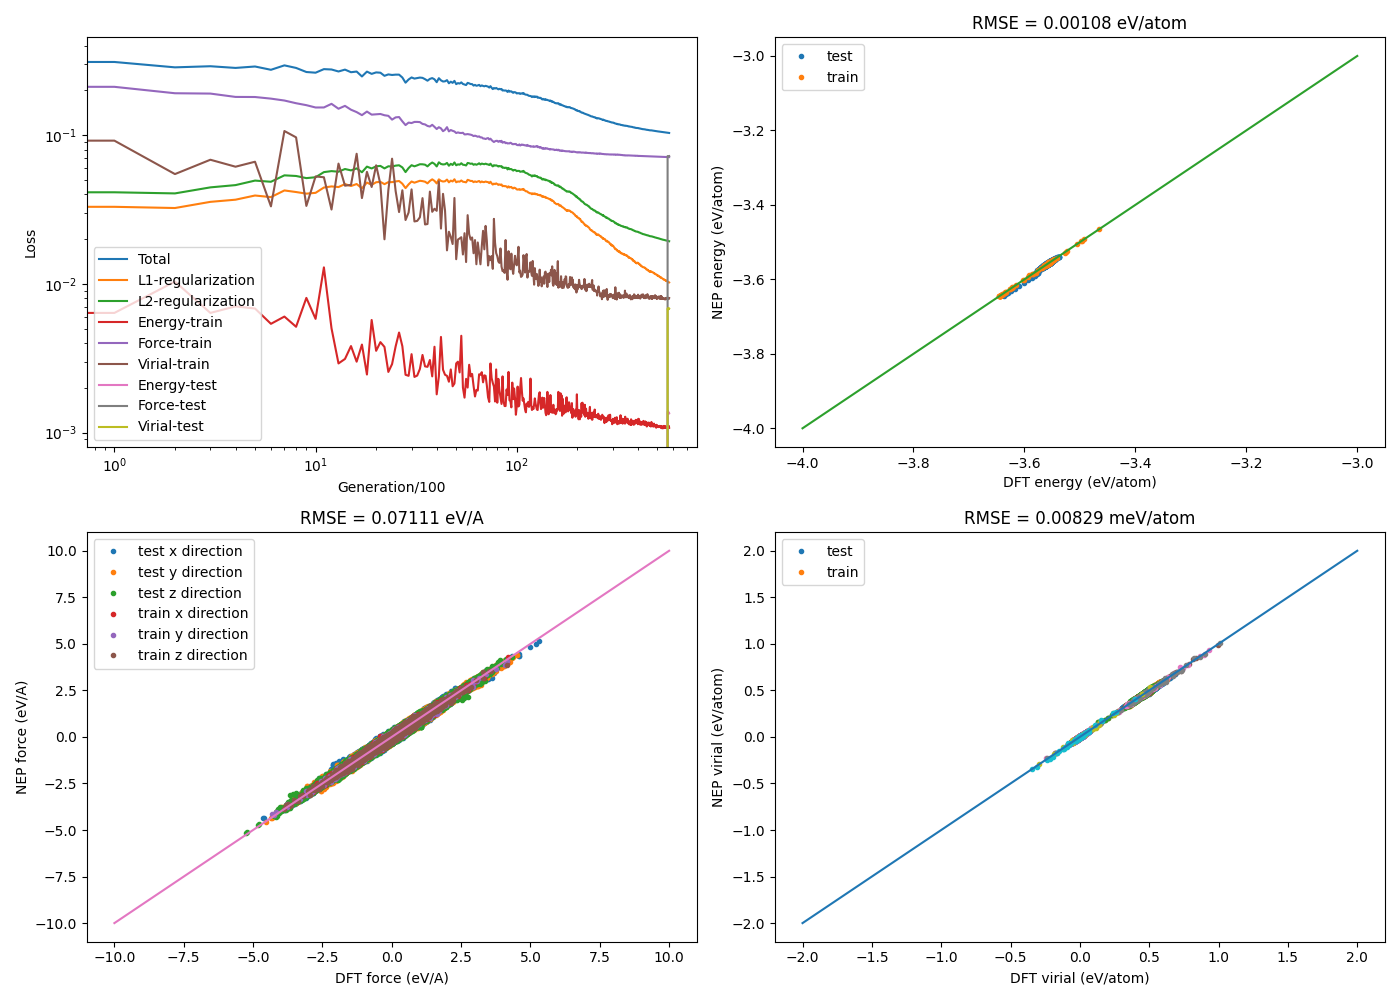 Loss
10⁻¹
10⁻²
10⁻³
Total
L1-regularization
L2-regularization
Energy-train
Force-train
Virial-train
Energy-test
Force-test
Virial-test
10⁰ 10¹ 10²
Generation/100
RMSE = 0.00108 eV/atom
NEP energy (eV/atom)
−3.0
−3.2
−3.4
−3.6
−3.8
−4.0
test
train
−4.0 −3.8 −3.6 −3.4 −3.2 −3.0
DFT energy (eV/atom)
RMSE = 0.07111 eV/A
NEP force (eV/A)
10.0
7.5
5.0
2.5
0.0
−2.5
−5.0
−7.5
−10.0
test x direction
test y direction
test z direction
train x direction
train y direction
train z direction
−10.0 −7.5 −5.0 −2.5 0.0 2.5 5.0 7.5 10.0
DFT force (eV/A)
RMSE = 0.00829 meV/atom
NEP virial (eV/atom)
2.0
1.5
1.0
0.5
0.0
−0.5
−1.0
−1.5
−2.0
test
train
−2.0 −1.5 −1.0 −0.5 0.0 0.5 1.0 1.5 2.0
DFT virial (eV/atom)